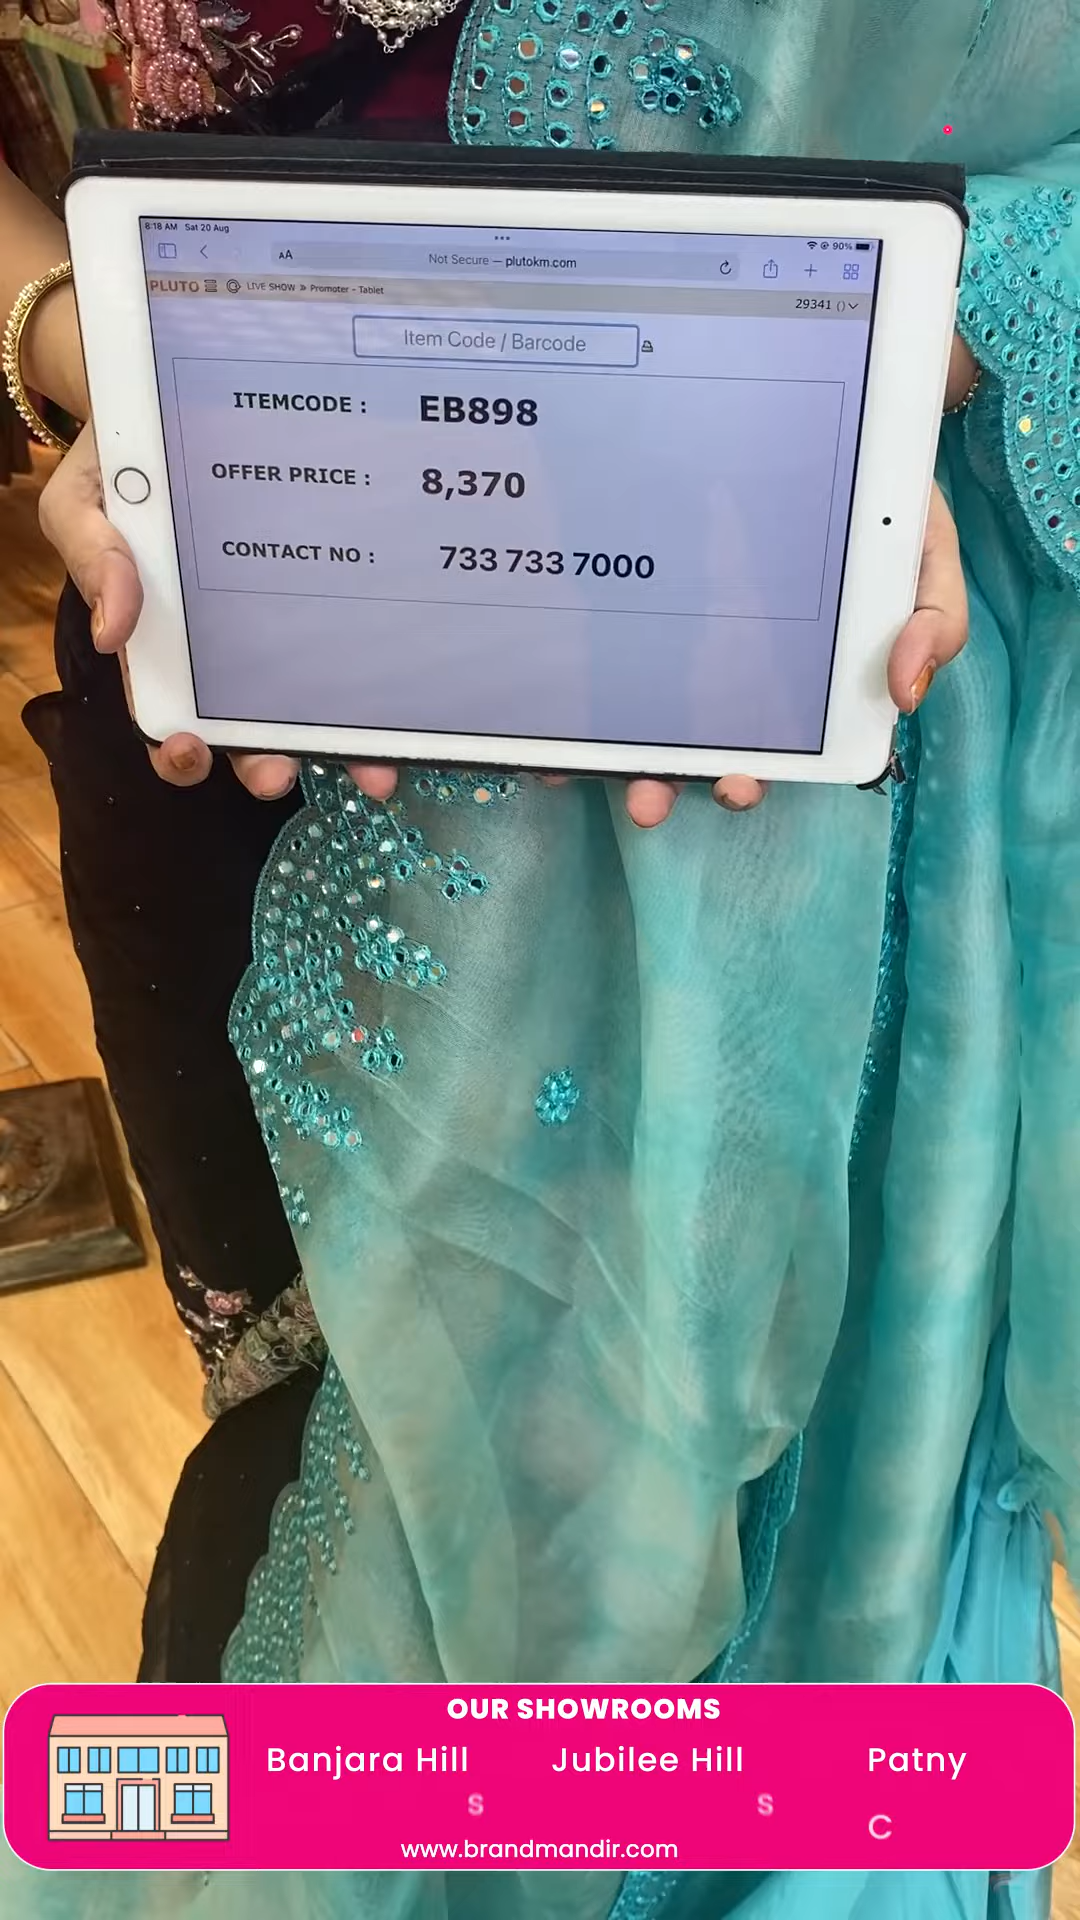 8:18 AM Sat 20 Aug
90%
AA
Not Secure — plutokm.com
PLUTO
LIVE SHOW » Promoter - Tablet
29341 ()
Item Code / Barcode
ITEMCODE : EB898
OFFER PRICE : 8,370
CONTACT NO : 733 733 7000
OUR SHOWROOMS
Banjara Hill Jubilee Hill Patny
s s C
www.brandmandir.com